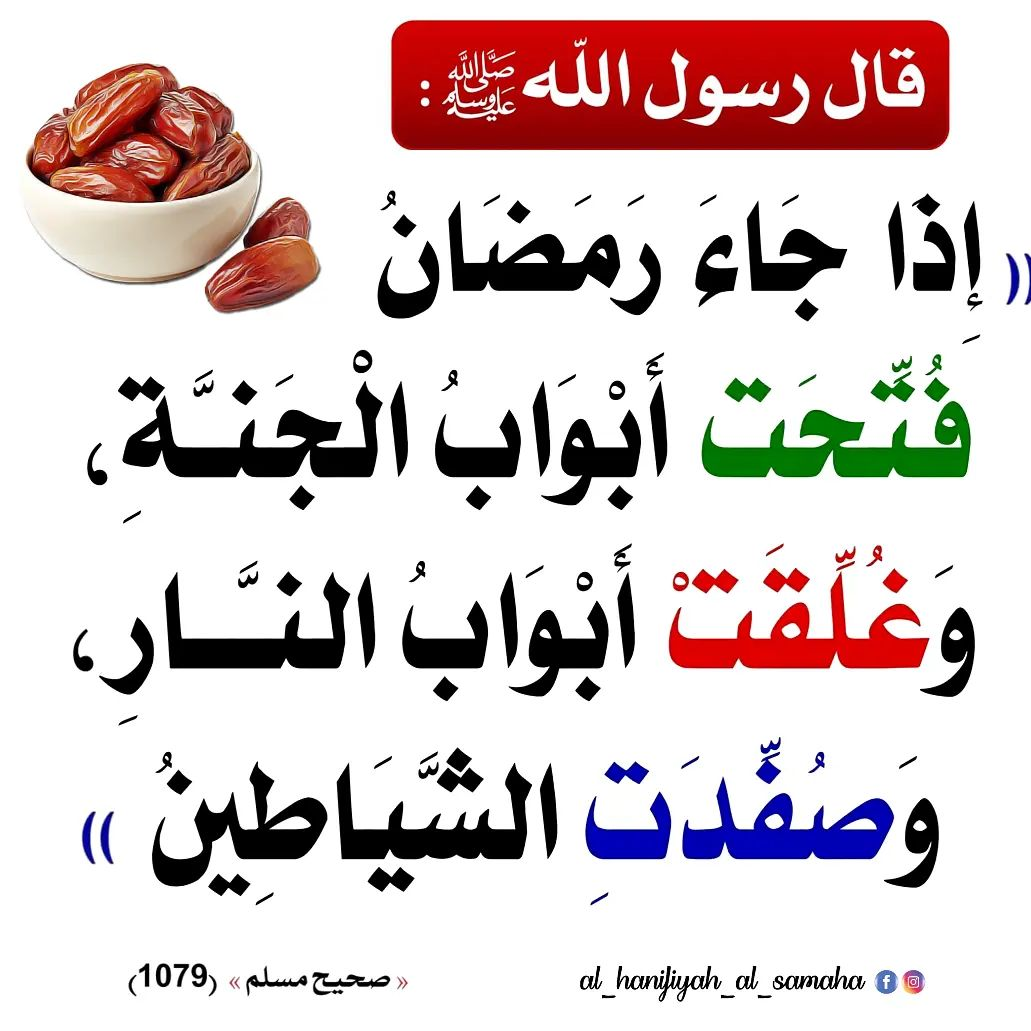 قال رسول الله ﷺ :
(( إِذَا جَاءَ رَمَضَانُ
فُتِّحَتِ أَبْوَابُ الْجَنَّةِ،
وَغُلِّقَتْ أَبْوَابُ النَّارِ،
وَصُفِّدَتِ الشَّيَاطِينُ ))
« صحيح مسلم » (1079)
al_hanifiyah_al_samaha